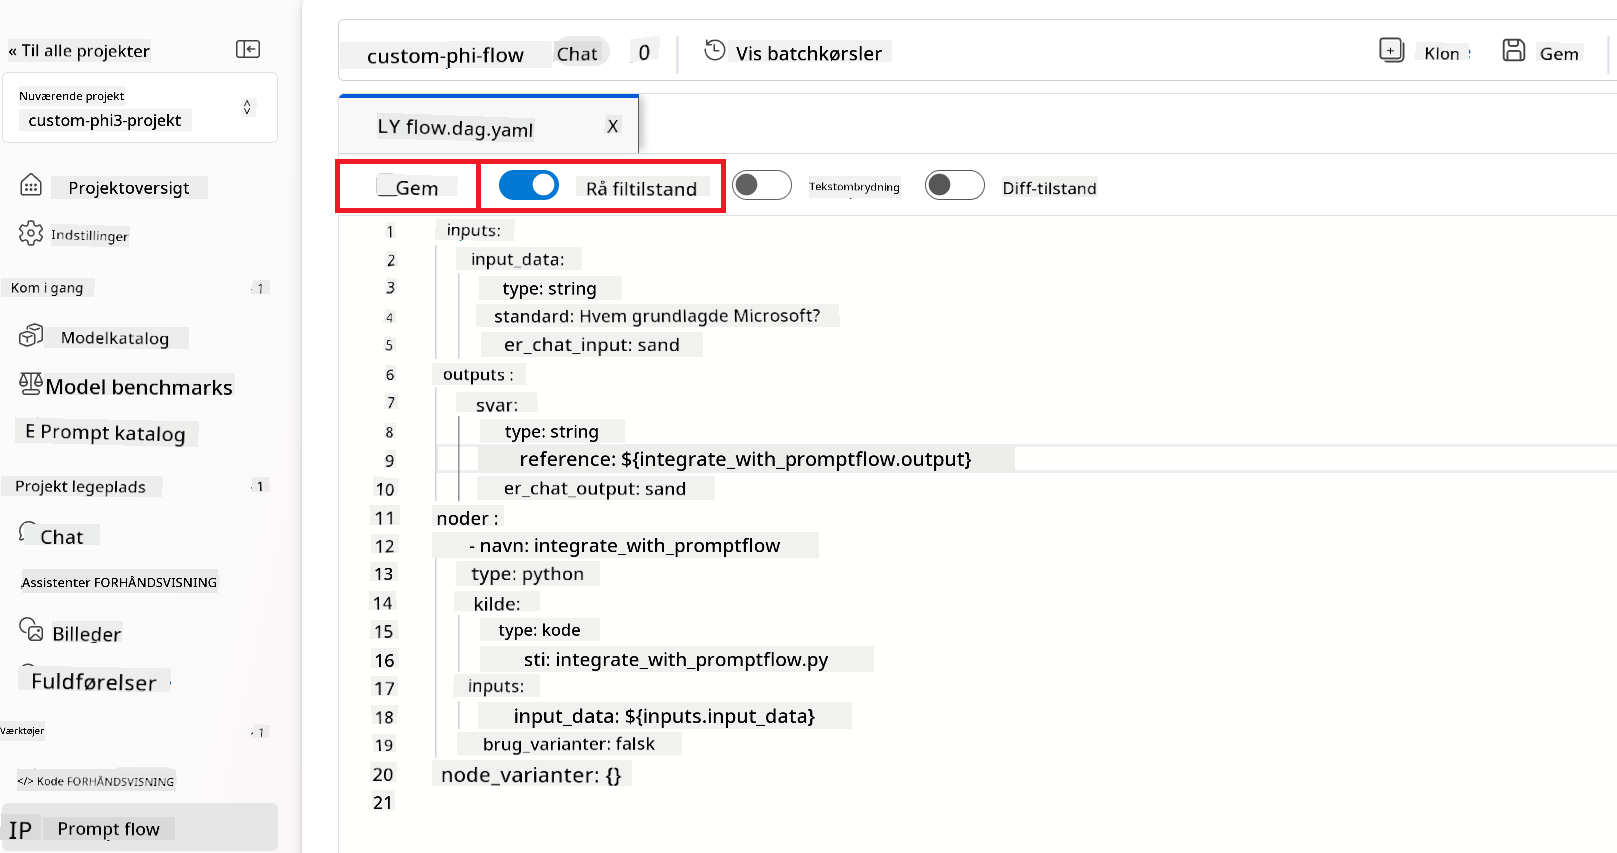 « Til alle projekter
Nuværende projekt
custom-phi3-projekt
Projektoversigt
Indstillinger
Kom i gang 1
Modelkatalog
Model benchmarks
E Prompt katalog
Projekt legeplads 1
Chat
Assistenter FORHÅNDSVISNING
Billeder
Fuldførelser
Værktøjer 1
</> Kode FORHÅNDSVISNING
IP Prompt flow
custom-phi-flow Chat 0 Vis batchkørsler Klon Gem
LY flow.dag.yaml X
Gem Rå filtilstand Tekstombrydning Diff-tilstand
1 inputs:
2 input_data:
3 type: string
4 standard: Hvem grundlagde Microsoft?
5 er_chat_input: sand
6 outputs :
7 svar:
8 type: string
9 reference: ${integrate_with_promptflow.output}
10 er_chat_output: sand
11 noder :
12 - navn: integrate_with_promptflow
13 type: python
14 kilde:
15 type: kode
16 sti: integrate_with_promptflow.py
17 inputs:
18 input_data: ${inputs.input_data}
19 brug_varianter: falsk
20 node_varianter: {}
21